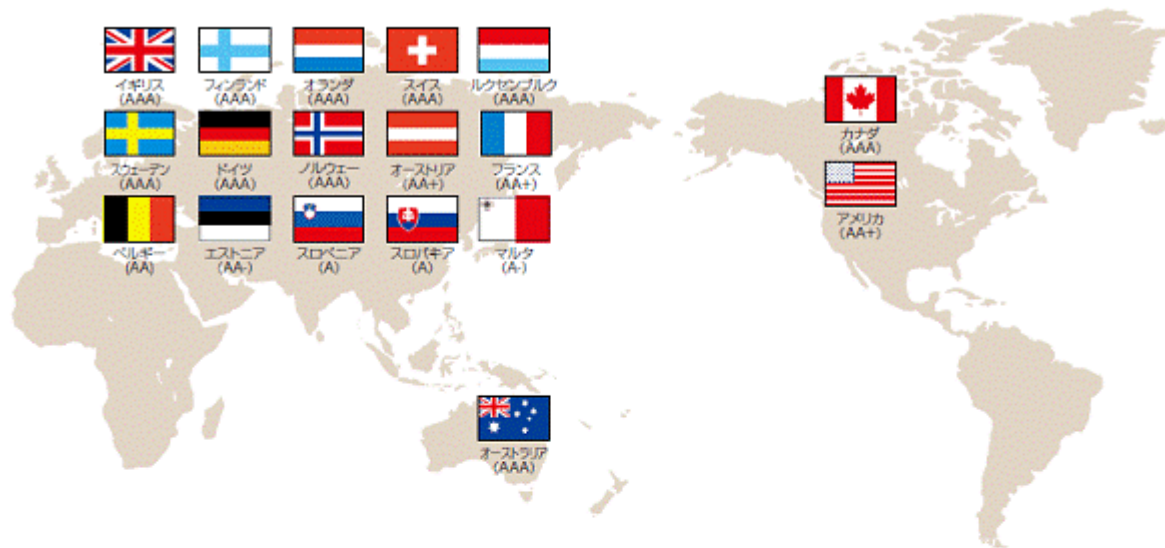 イギリス
(AAA)
フィンランド
(AAA)
オランダ
(AAA)
スイス
(AAA)
ルクセンブルク
(AAA)
スウェーデン
(AAA)
ドイツ
(AAA)
ノルウェー
(AAA)
オーストリア
(AA+)
フランス
(AA+)
ベルギー
(AA)
エストニア
(AA-)
スロベニア
(A)
スロバキア
(A)
マルタ
(A-)
カナダ
(AAA)
アメリカ
(AA+)
オーストラリア
(AAA)